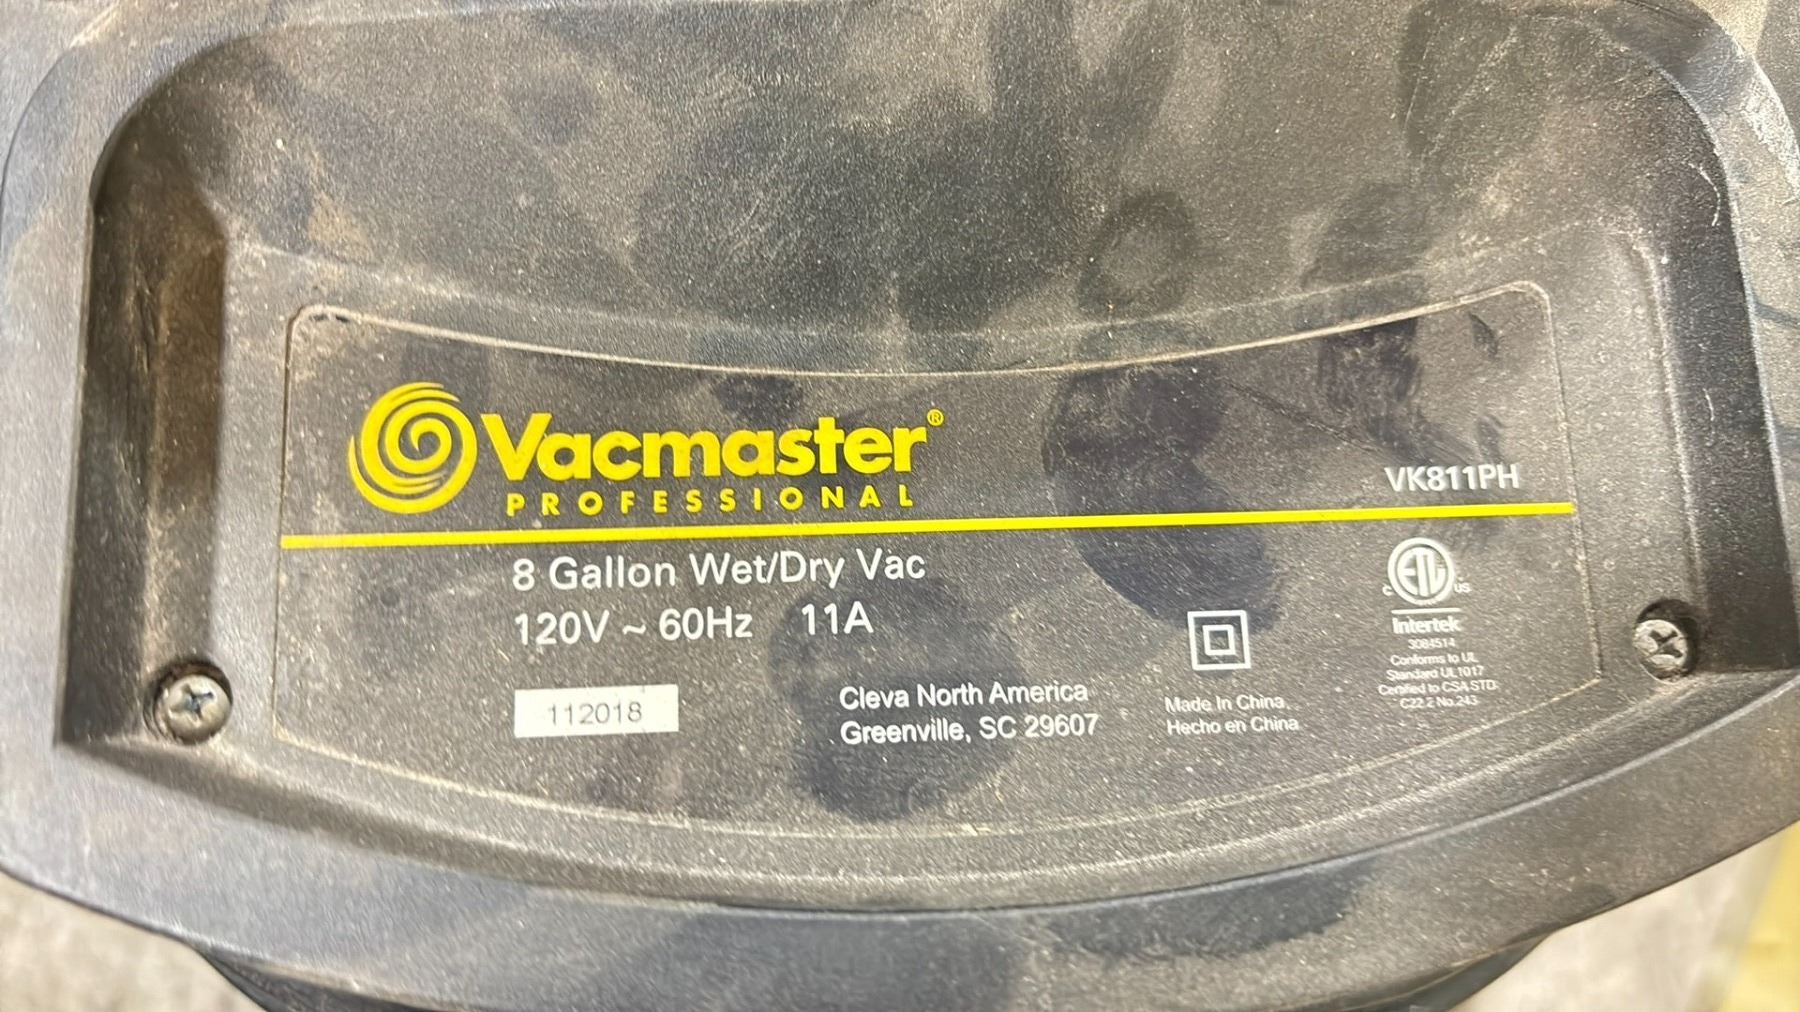 Vacmaster®
PROFESSIONAL
VK811PH
8 Gallon Wet/Dry Vac
120V ~ 60Hz 11A
112018
Cleva North America
Greenville, SC 29607
Made In China.
Hecho en China
C ETL US
Intertek
3084514
Conforms to UL
Standard UL1017
Certified to CSA STD.
C22.2 No.243